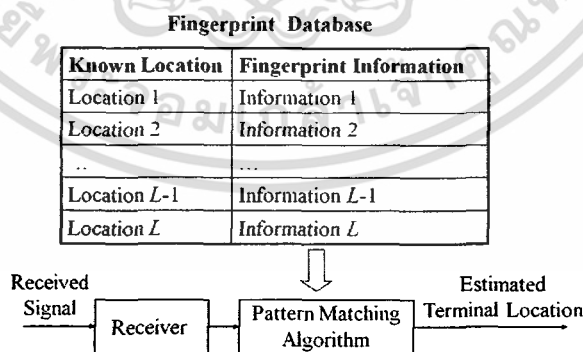 Fingerprint Database
Known Location Fingerprint Information
Location 1 Information 1
Location 2 Information 2
.. ...
Location L-1 Information L-1
Location L Information L
Received Signal
Receiver
Pattern Matching Algorithm
Estimated Terminal Location